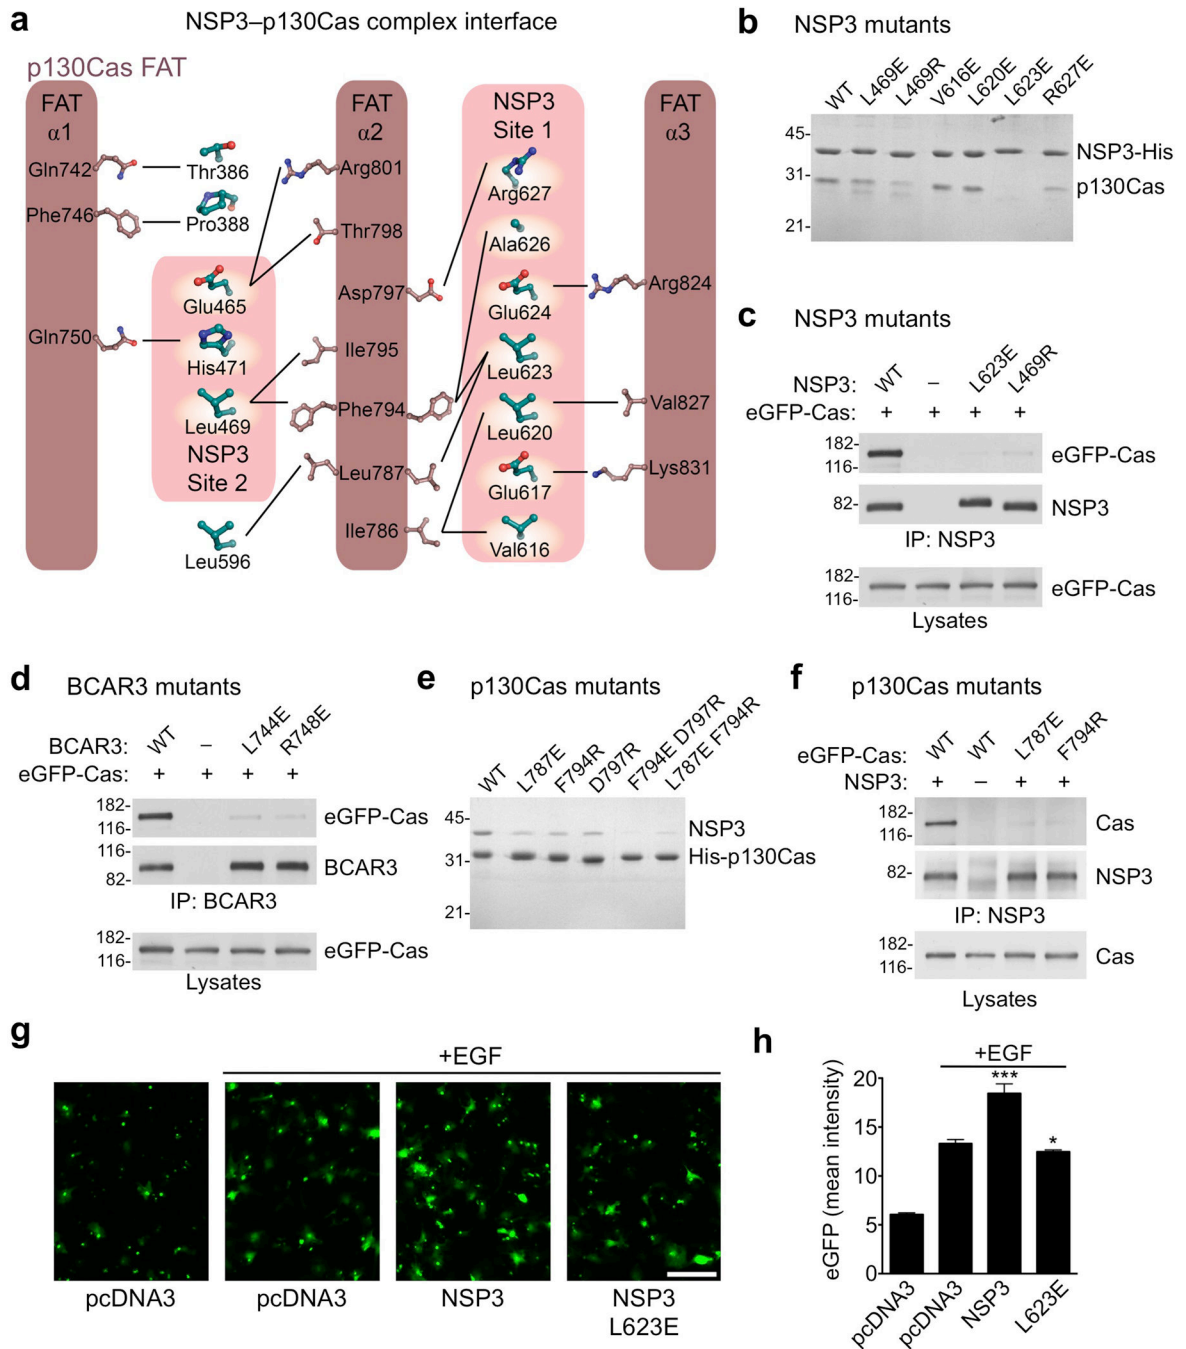 a
NSP3–p130Cas complex interface
p130Cas FAT
FAT
α1
FAT
α2
NSP3
Site 1
FAT
α3
Gln742
Thr386
Arg801
Arg627
Phe746
Pro388
Thr798
Ala626
Glu465
Asp797
Glu624
Arg824
Gln750
His471
Ile795
Leu623
Leu469
Phe794
Leu620
Val827
NSP3
Site 2
Leu787
Glu617
Lys831
Leu596
Ile786
Val616
b
NSP3 mutants
WT
L469E
L469R
V616E
L620E
L623E
R627E
45-
31-
21-
NSP3-His
p130Cas
c
NSP3 mutants
NSP3: WT – L623E L469R
eGFP-Cas: + + + +
182-
116-
eGFP-Cas
82-
NSP3
IP: NSP3
182-
116-
eGFP-Cas
Lysates
d
BCAR3 mutants
BCAR3: WT – L744E R748E
eGFP-Cas: + + + +
182-
116-
eGFP-Cas
82-
BCAR3
IP: BCAR3
182-
116-
eGFP-Cas
Lysates
e
p130Cas mutants
WT
L787E
F794R
D797R
F794E D797R
L787E F794R
45-
31-
21-
NSP3
His-p130Cas
f
p130Cas mutants
eGFP-Cas: WT WT L787E F794R
NSP3: + – + +
182-
116-
Cas
82-
NSP3
IP: NSP3
182-
116-
Cas
Lysates
g
+EGF
pcDNA3
pcDNA3
NSP3
NSP3
L623E
h
+EGF
***
*
eGFP (mean intensity)
20
15
10
5
0
pcDNA3
pcDNA3
NSP3
L623E